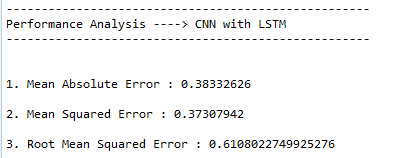 --------------------------------------------------
Performance Analysis ----> CNN with LSTM
--------------------------------------------------
1. Mean Absolute Error : 0.38332626
2. Mean Squared Error : 0.37307942
3. Root Mean Squared Error : 0.6108022749925276